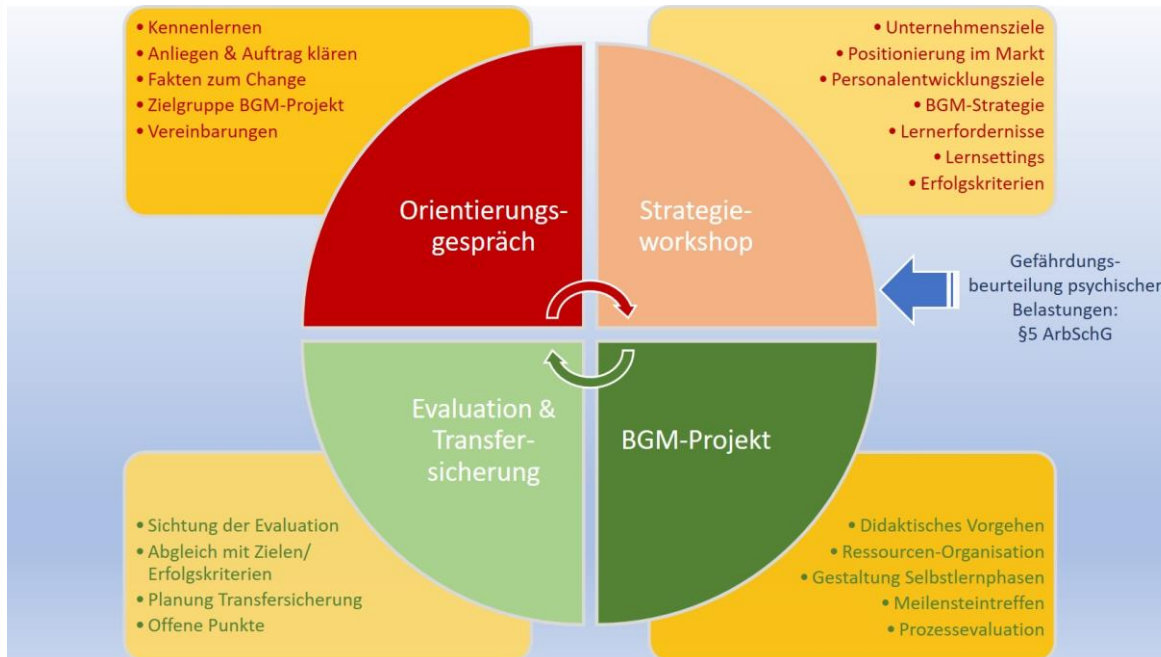 • Kennenlernen
• Anliegen & Auftrag klären
• Fakten zum Change
• Zielgruppe BGM-Projekt
• Vereinbarungen
• Unternehmensziele
• Positionierung im Markt
• Personalentwicklungsziele
• BGM-Strategie
• Lernerfordernisse
• Lernsettings
• Erfolgskriterien
Orientierungs-
gespräch
Strategie-
workshop
Gefährdungs-
beurteilung psychischer
Belastungen:
§5 ArbSchG
Evaluation &
Transfer-
sicherung
BGM-Projekt
• Sichtung der Evaluation
• Abgleich mit Zielen/
Erfolgskriterien
• Planung Transfersicherung
• Offene Punkte
• Didaktisches Vorgehen
• Ressourcen-Organisation
• Gestaltung Selbstlernphasen
• Meilensteintreffen
• Prozessevaluation